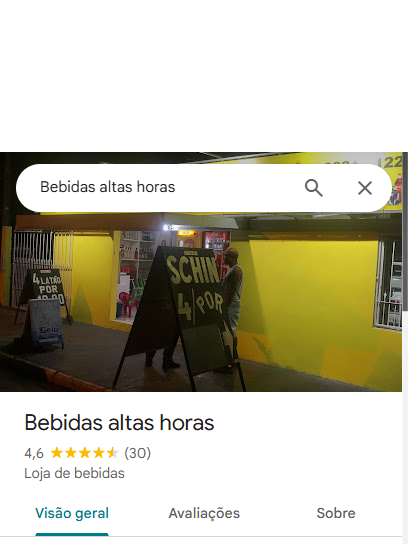 Bebidas altas horas
SCHIN
4 POR
4 LATÃO
POR
Gelo
Bebidas altas horas
4,6 (30)
Loja de bebidas
Visão geral
Avaliações
Sobre